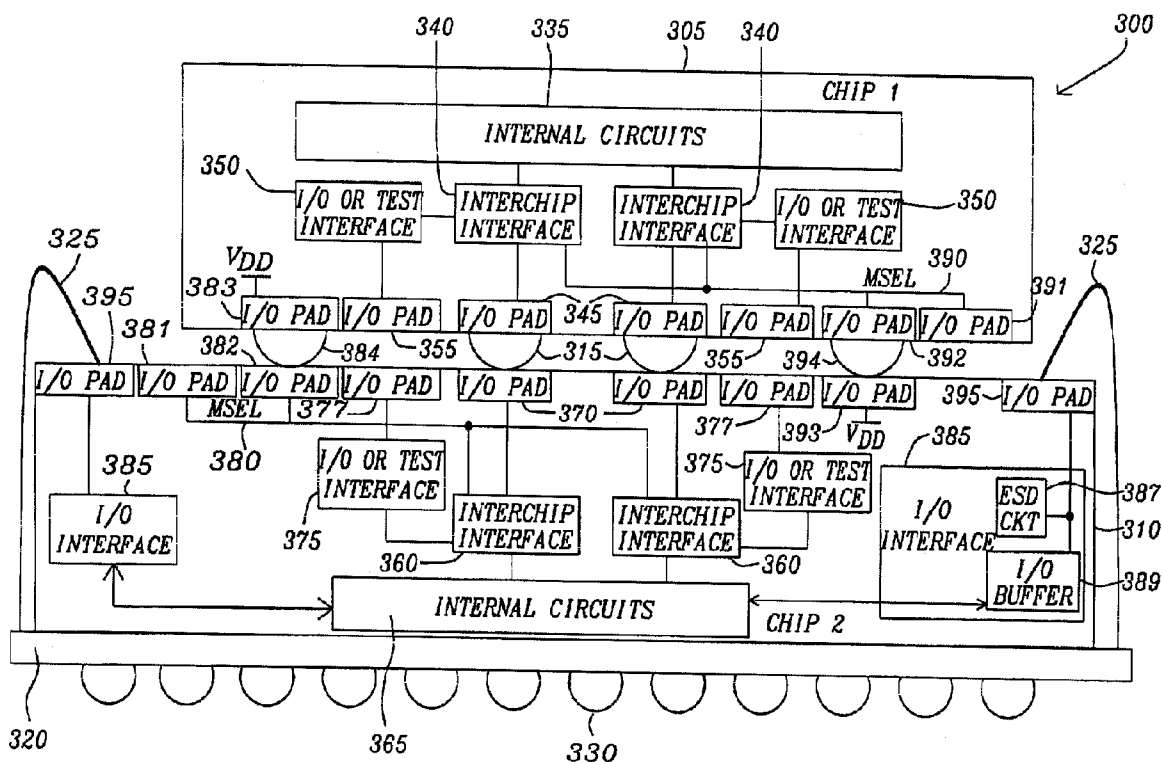 340 335 305 340 300
CHIP 1
INTERNAL CIRCUITS
350 I/O OR TEST INTERFACE
INTERCHIP INTERFACE
INTERCHIP INTERFACE
I/O OR TEST INTERFACE 350
325 VDD 390 325
MSEL
395 383 345 391
381 I/O PAD I/O PAD I/O PAD I/O PAD I/O PAD I/O PAD I/O PAD
382 384 355 315 355 394 392
I/O PAD I/O PAD I/O PAD I/O PAD I/O PAD I/O PAD I/O PAD I/O PAD I/O PAD
MSEL 377 370 377 393 395
380 VDD
385 375 385
I/O OR TEST INTERFACE
I/O OR TEST INTERFACE
I/O INTERFACE
375
INTERCHIP INTERFACE
INTERCHIP INTERFACE
I/O INTERFACE
ESD CKT 387
310
360 360
I/O BUFFER 389
INTERNAL CIRCUITS
CHIP 2
320 365 330